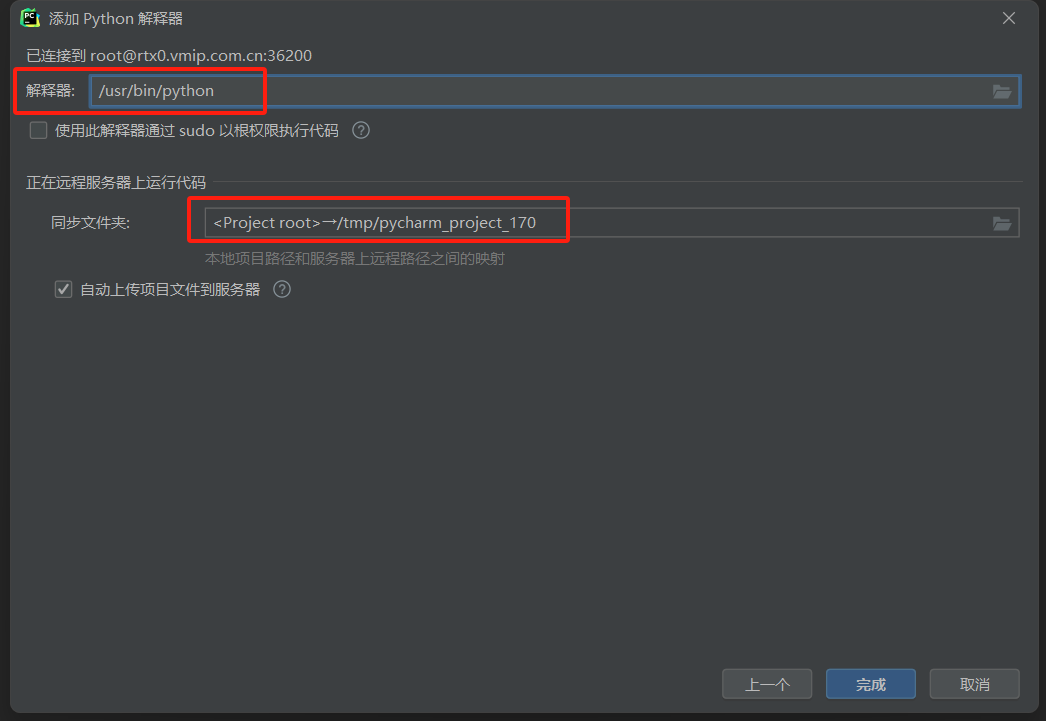 添加 Python 解释器
已连接到 root@rtx0.vmip.com.cn:36200
解释器: /usr/bin/python
使用此解释器通过 sudo 以根权限执行代码 ?
正在远程服务器上运行代码
同步文件夹: <Project root>→/tmp/pycharm_project_170
本地项目路径和服务器上远程路径之间的映射
自动上传项目文件到服务器 ?
上一个 完成 取消